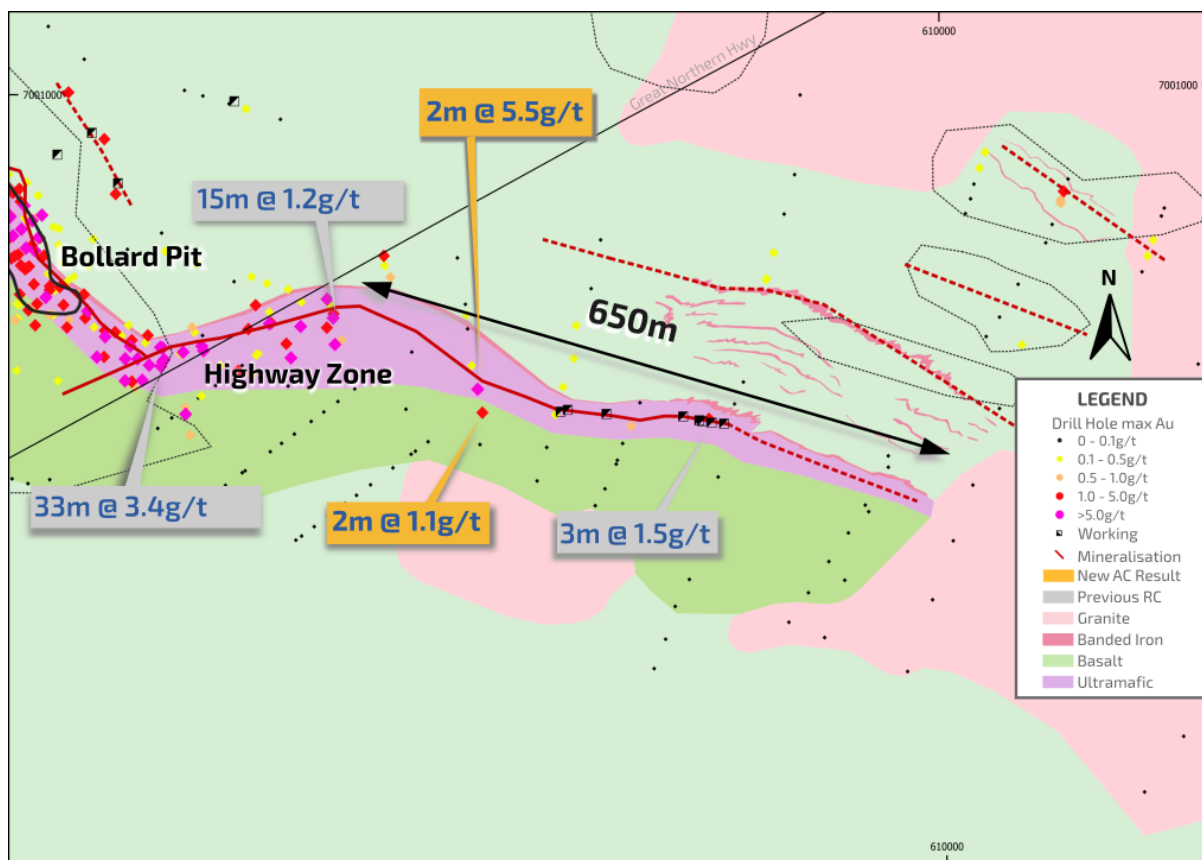 610000
7001000
7001000
Great Northern Hwy
2m @ 5.5g/t
15m @ 1.2g/t
Bollard Pit
N
650m
Highway Zone
33m @ 3.4g/t
2m @ 1.1g/t
3m @ 1.5g/t
LEGEND
Drill Hole max Au
0 - 0.1g/t
0.1 - 0.5g/t
0.5 - 1.0g/t
1.0 - 5.0g/t
>5.0g/t
Working
Mineralisation
New AC Result
Previous RC
Granite
Banded Iron
Basalt
Ultramafic
610000